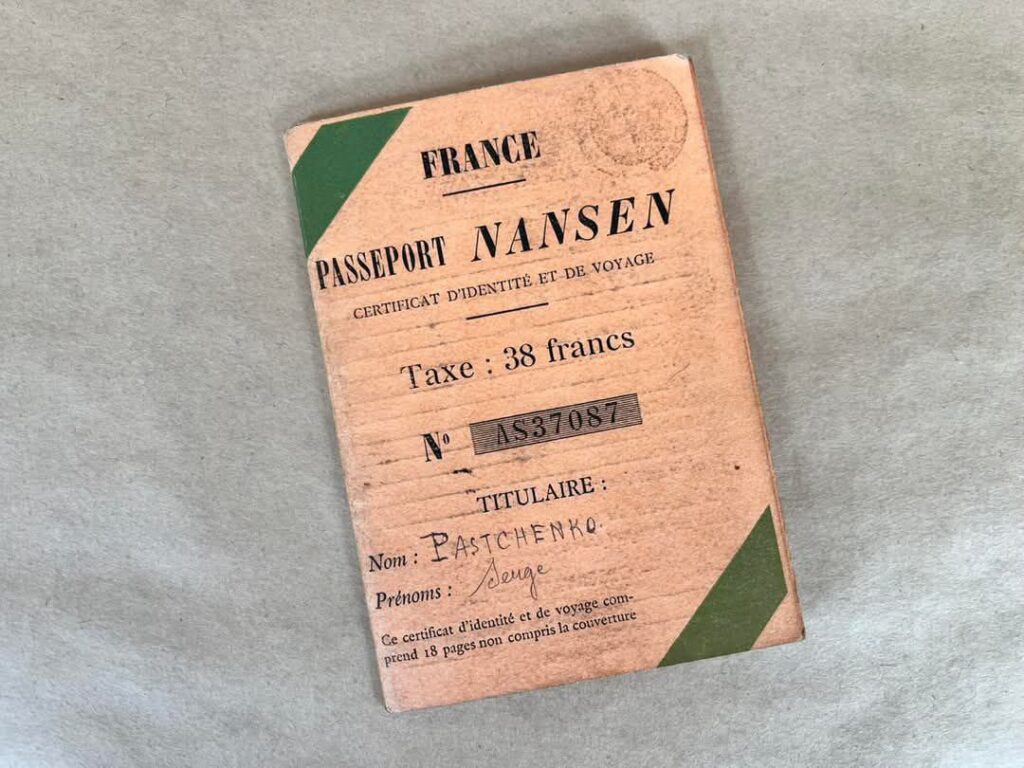 FRANCE
PASSEPORT NANSEN
CERTIFICAT D'IDENTITÉ ET DE VOYAGE
Taxe : 38 francs
Nº AS37087
TITULAIRE :
Nom : PASTCHENKO.
Prénoms : Serge
Ce certificat d'identité et de voyage com-
prend 18 pages non compris la couverture